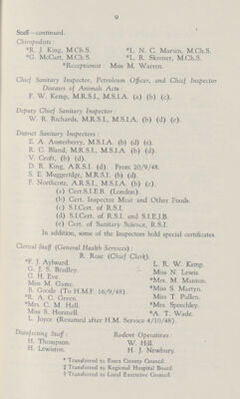 9
Staff—continued.
Chiropodists:
*R. J. King, M.Ch.S. *L. N. C. Marsen, M.Ch.S.
*G. McCart, M.Ch.S. *L. R. Skinner, M.Ch.S.
*Receptionist: Miss M. Warren.
Chief Sanitary Inspector, Petroleum Officer, and Chief Inspector
Diseases of Animals Acts
F. W. Kemp, M.R.S.I., M.S.I.A. (a) (b) (c).
Deputy Chief Sanitary Inspector:
W. R. Richards, M.R.S.I., M.S.I.A. (b) (d) (e).
District Sanitary Inspectors:
E. A. Austerberry, M.S.I.A. (b) (d) (e).
R. C. Bland, M.R.S.I., M.S.I.A. (b) (d).
V. Croft, (b) (d).
D. R. King, A.R.S.I. (d). From 20/9/48.
S. E. Muggeridge, M.R.S.I. (b) (d).
F. Northcote, A.R.S.I., M.S.I.A. (b) (c).
(a) Cert.S.I.E.B. (London).
(b) Cert. Inspector Meat and Other Foods.
(c) S.I.Cert. of R.S.I.
(d) S.I.Cert. of R.S.I. and S.I.E.J.B.
(e) Cert. of Sanitary Science, R.S.I.
In addition, some of the Inspectors hold special certificates.
Clerical Staff (General Health Services):
B. Rose (Chief Clerk).
*F. J. Aylward. L. R. W. Kemp.
G. J. S. Bradley. Miss N. Lewis.
G. H. Eve. *Mrs. M. Manton.
Miss M. Game. *Miss S. Martyn.
B. Goode (To H.M.F. 16/9/48). Miss T. Pullen.
*R. A. C. Green. *Mrs. Speechley.
*Mrs. C. M. Hall. *A. T. Wade.
Miss B. Hunnell.
L. Joyce (Resumed after H.M. Service 4/10/48).
Disinfecting Staff: Rodent Operatives:
H. Thompson. W. Hill.
H. Lewiston. H. J. Newbury.
* Transferred to Essex County Council.
† Transferred to Regional Hospital Board.
‡ Transferred to Local Executive Council.